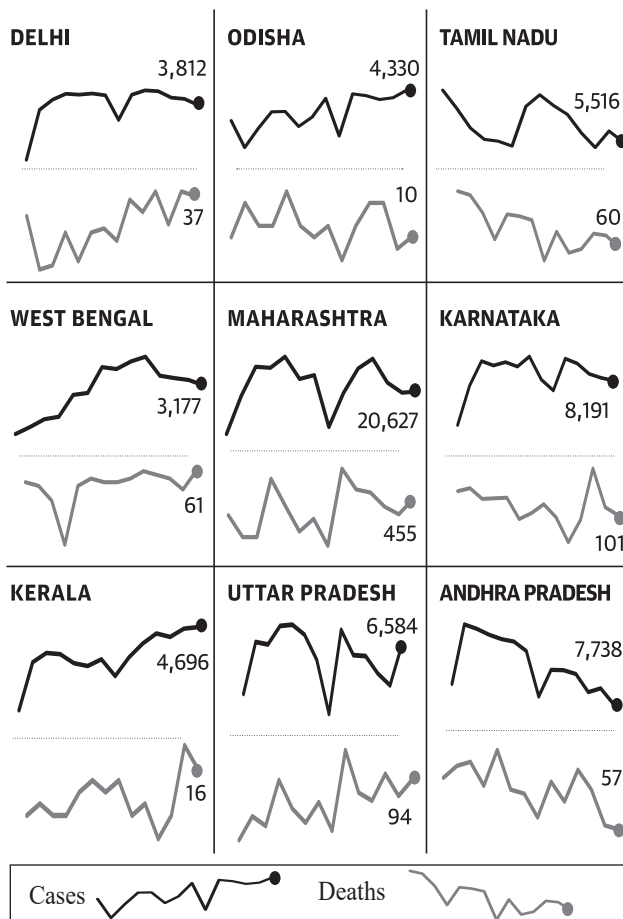 DELHI
3,812
37
ODISHA
4,330
10
TAMIL NADU
5,516
60
WEST BENGAL
3,177
61
MAHARASHTRA
20,627
455
KARNATAKA
8,191
101
KERALA
4,696
16
UTTAR PRADESH
6,584
94
ANDHRA PRADESH
7,738
57
Cases
Deaths